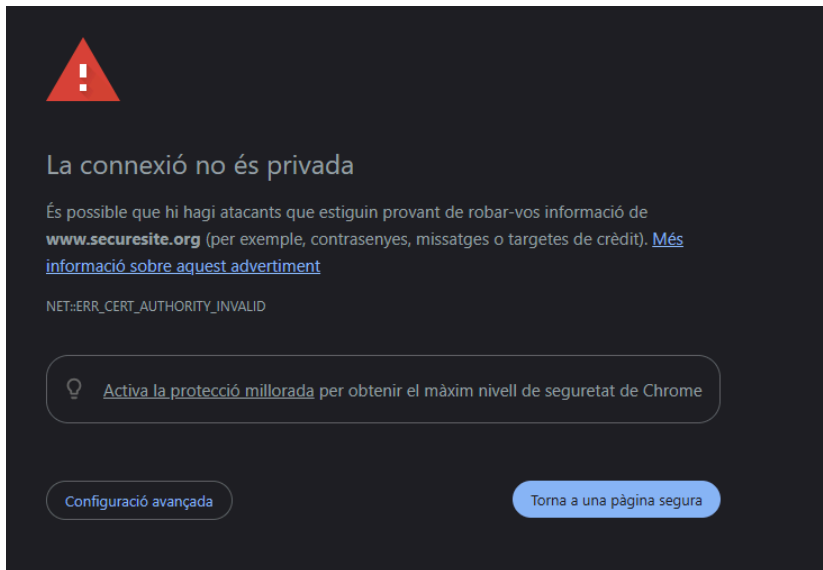 La connexió no és privada
És possible que hi hagi atacants que estiguin provant de robar-vos informació de
www.securesite.org (per exemple, contrasenyes, missatges o targetes de crèdit). Més
informació sobre aquest advertiment
NET::ERR_CERT_AUTHORITY_INVALID
Activa la protecció millorada per obtenir el màxim nivell de seguretat de Chrome
Configuració avançada
Torna a una pàgina segura